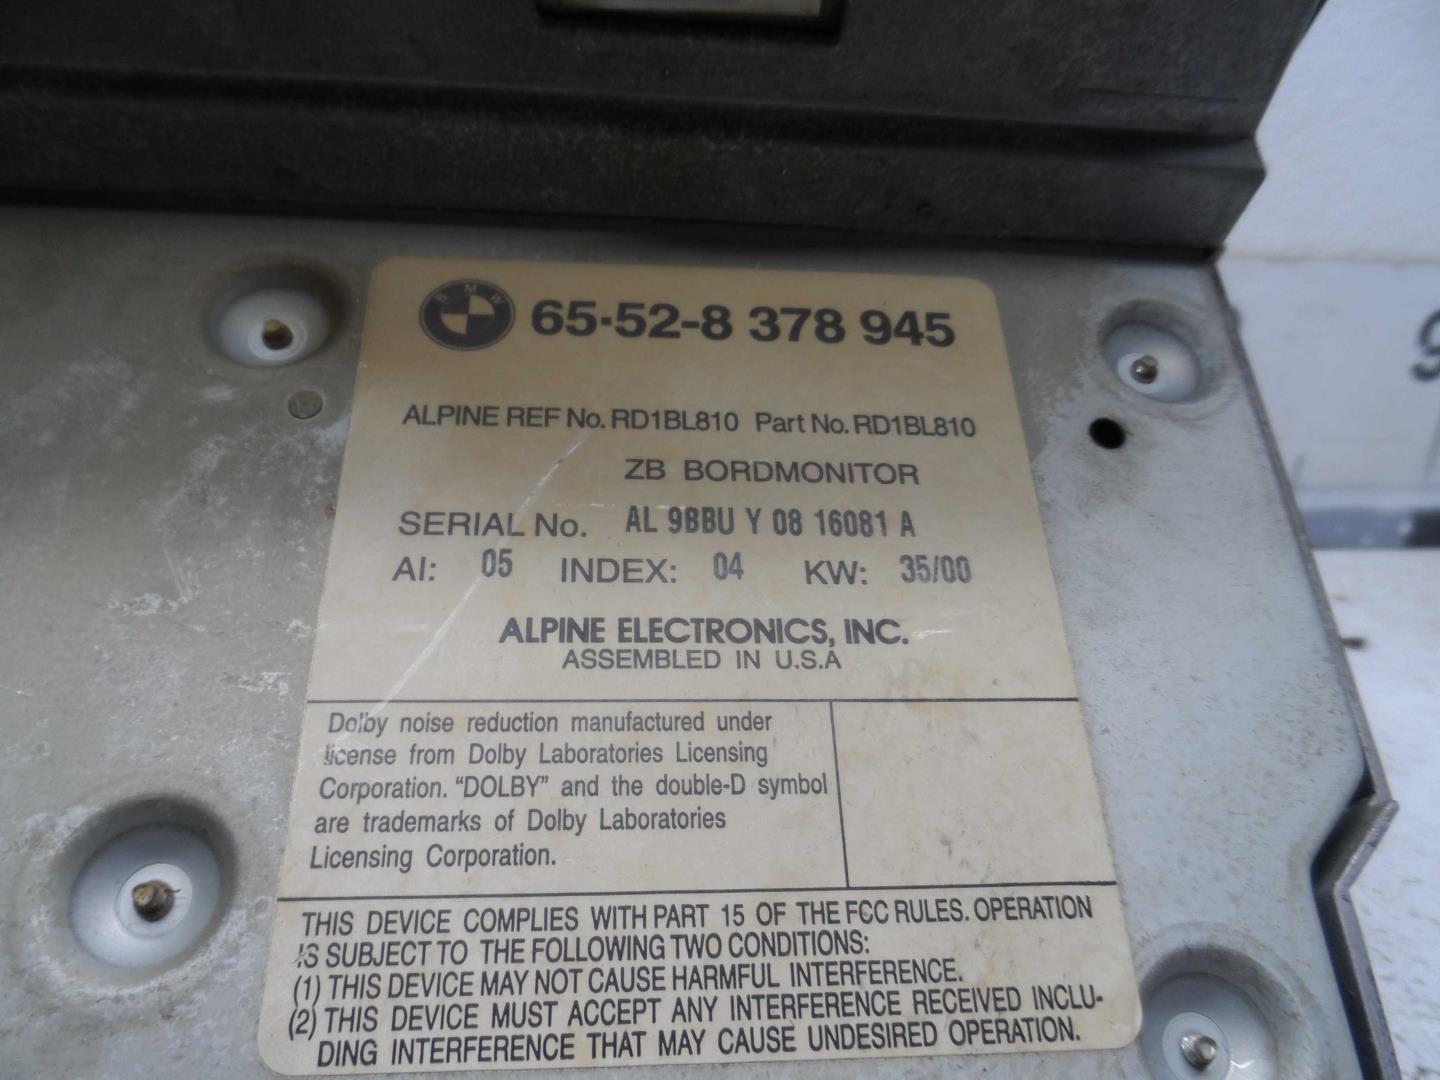 BMW 65·52-8 378 945
ALPINE REF No. RD1BL810 Part No. RD1BL810
ZB BORDMONITOR
SERIAL No. AL 9BBU Y 08 16081 A
AI: 05 INDEX: 04 KW: 35/00
ALPINE ELECTRONICS, INC.
ASSEMBLED IN U.S.A
Dolby noise reduction manufactured under
license from Dolby Laboratories Licensing
Corporation. “DOLBY” and the double-D symbol
are trademarks of Dolby Laboratories
Licensing Corporation.
THIS DEVICE COMPLIES WITH PART 15 OF THE FCC RULES. OPERATION
IS SUBJECT TO THE FOLLOWING TWO CONDITIONS:
(1) THIS DEVICE MAY NOT CAUSE HARMFUL INTERFERENCE.
(2) THIS DEVICE MUST ACCEPT ANY INTERFERENCE RECEIVED INCLU-
DING INTERFERENCE THAT MAY CAUSE UNDESIRED OPERATION.